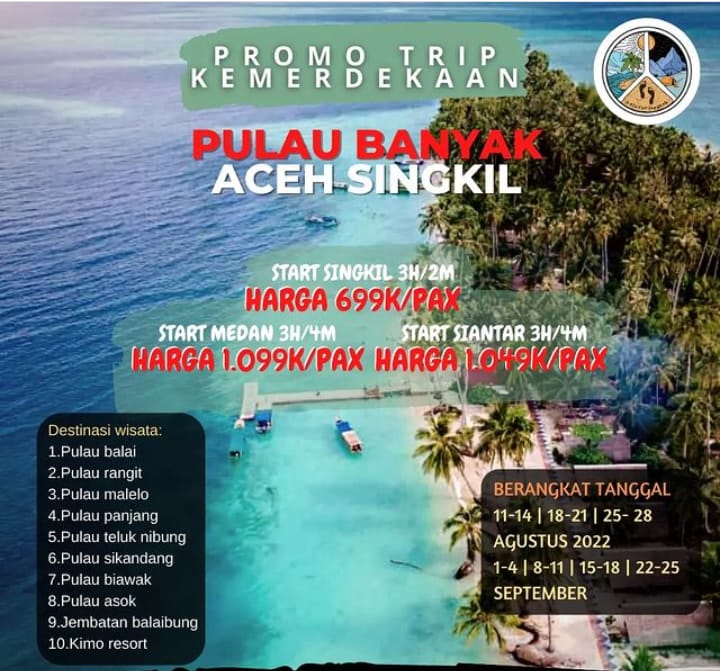 PROMO TRIP
KEMERDEKAAN
PULAU BANYAK
ACEH SINGKIL
START SINGKIL 3H/2M
HARGA 699K/PAX
START MEDAN 3H/4M
HARGA 1.099K/PAX
START SIANTAR 3H/4M
HARGA 1.049K/PAX
Destinasi wisata:
1.Pulau balai
2.Pulau rangit
3.Pulau malelo
4.Pulau panjang
5.Pulau teluk nibung
6.Pulau sikandang
7.Pulau biawak
8.Pulau asok
9.Jembatan balaibung
10.Kimo resort
BERANGKAT TANGGAL
11-14 | 18-21 | 25- 28
AGUSTUS 2022
1-4 | 8-11 | 15-18 | 22-25
SEPTEMBER